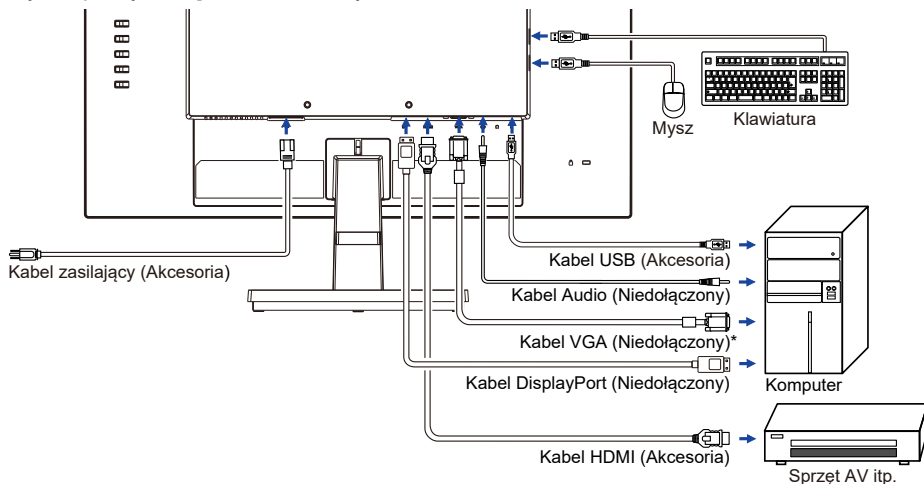 Mysz
Klawiatura
Kabel zasilający (Akcesoria)
Kabel USB (Akcesoria)
Kabel Audio (Niedołączony)
Kabel VGA (Niedołączony)*
Kabel DisplayPort (Niedołączony)
Komputer
Kabel HDMI (Akcesoria)
Sprzęt AV itp.